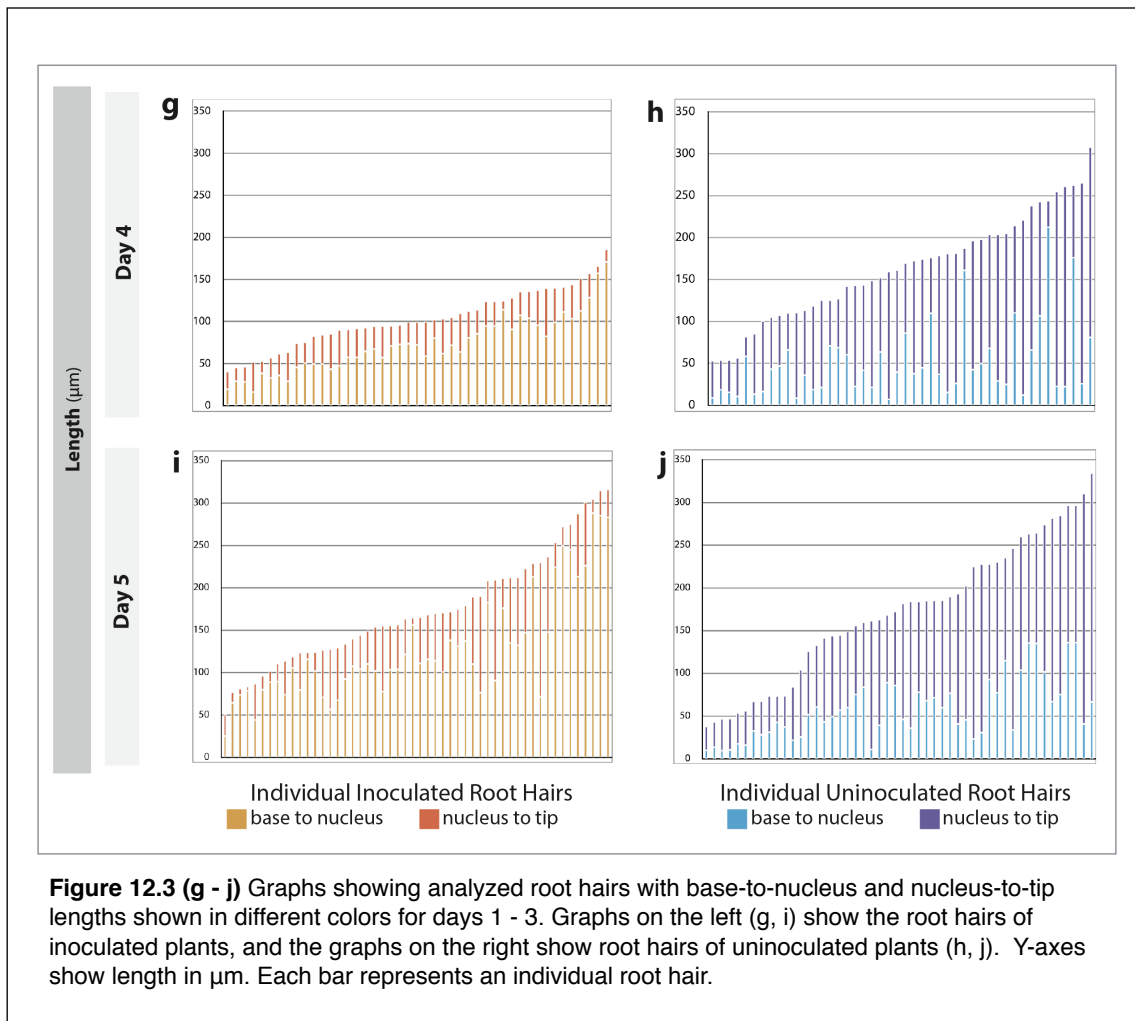 Length (μm)
Day 4
g
350
300
250
200
150
100
50
0
h
350
300
250
200
150
100
50
0
Day 5
i
350
300
250
200
150
100
50
0
j
350
300
250
200
150
100
50
0
Individual Inoculated Root Hairs
base to nucleus
nucleus to tip
Individual Uninoculated Root Hairs
base to nucleus
nucleus to tip
Figure 12.3 (g - j) Graphs showing analyzed root hairs with base-to-nucleus and nucleus-to-tip
lengths shown in different colors for days 1 - 3. Graphs on the left (g, i) show the root hairs of
inoculated plants, and the graphs on the right show root hairs of uninoculated plants (h, j). Y-axes
show length in μm. Each bar represents an individual root hair.